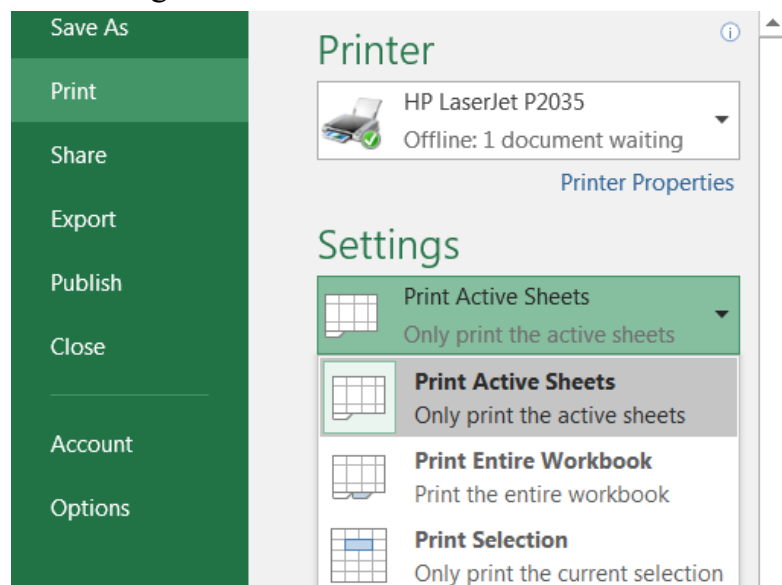 Save As
Print
Share
Export
Publish
Close
Account
Options
Printer
HP LaserJet P2035
Offline: 1 document waiting
Printer Properties
Settings
Print Active Sheets
Only print the active sheets
Print Active Sheets
Only print the active sheets
Print Entire Workbook
Print the entire workbook
Print Selection
Only print the current selection